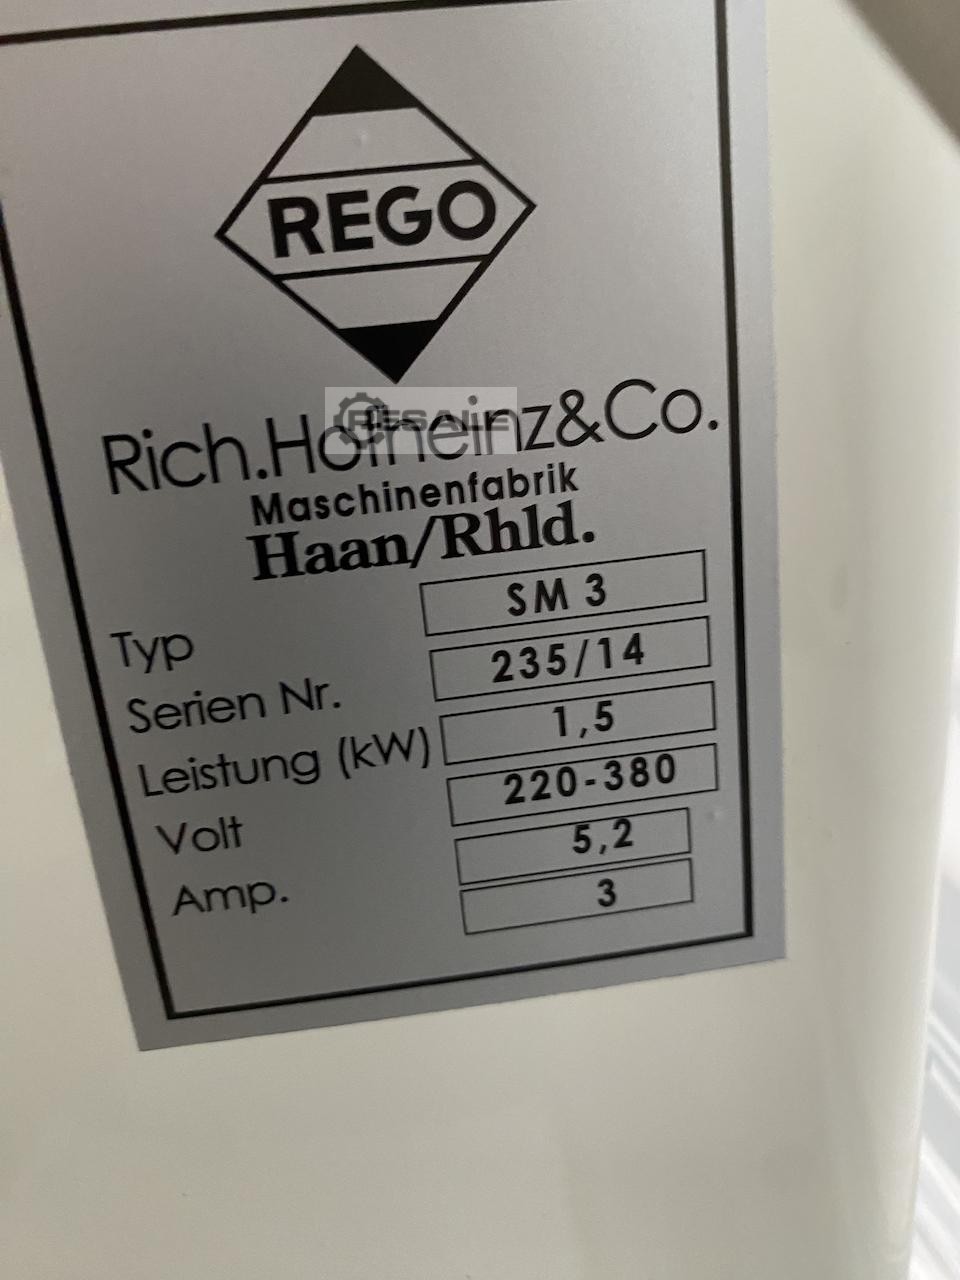 REGO
RESALE
Rich.Hofheinz&Co.
Maschinenfabrik
Haan/Rhld.
Typ SM 3
Serien Nr. 235/14
Leistung (kW) 1,5
Volt 220-380
Amp. 5,2
3